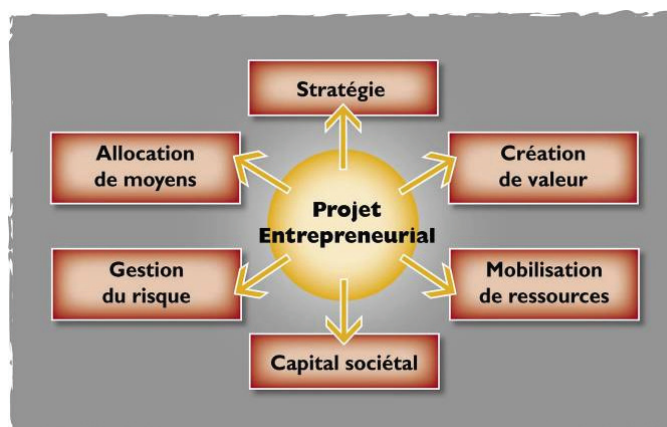 Stratégie
Allocation
de moyens
Création
de valeur
Projet
Entrepreneurial
Gestion
du risque
Mobilisation
de ressources
Capital sociétal